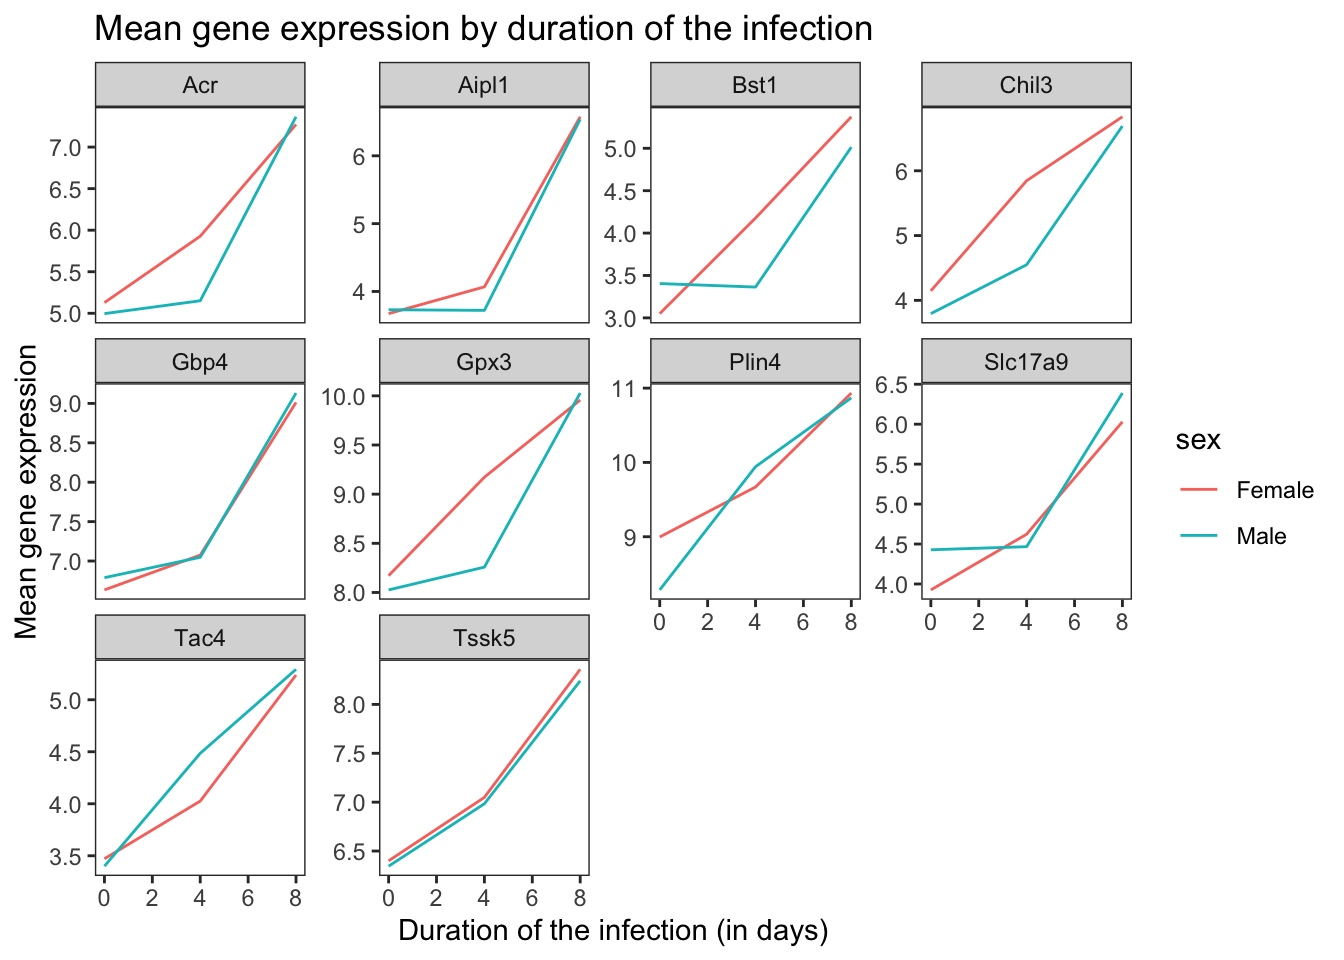 Mean gene expression by duration of the infection
Acr Aipl1 Bst1 Chil3
7.0 6.5 6.0 5.5 5.0
6 5 4
5.0 4.5 4.0 3.5 3.0
6 5 4
Gbp4 Gpx3 Plin4 Slc17a9
9.0 8.5 8.0 7.5 7.0
10.0 9.5 9.0 8.5 8.0
11 10 9
6.5 6.0 5.5 5.0 4.5 4.0
0 2 4 6 8
0 2 4 6 8
Tac4 Tssk5
5.0 4.5 4.0 3.5
8.0 7.5 7.0 6.5
0 2 4 6 8
0 2 4 6 8
Mean gene expression
Duration of the infection (in days)
sex
Female
Male